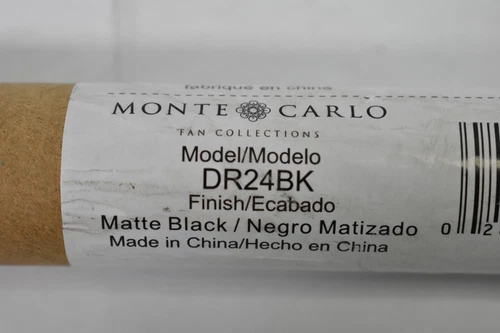 fabriqué en chine
MONTE CARLO
FAN COLLECTIONS
Model/Modelo
DR24BK
Finish/Ecabado
Matte Black / Negro Matizado
Made in China/Hecho en China
0